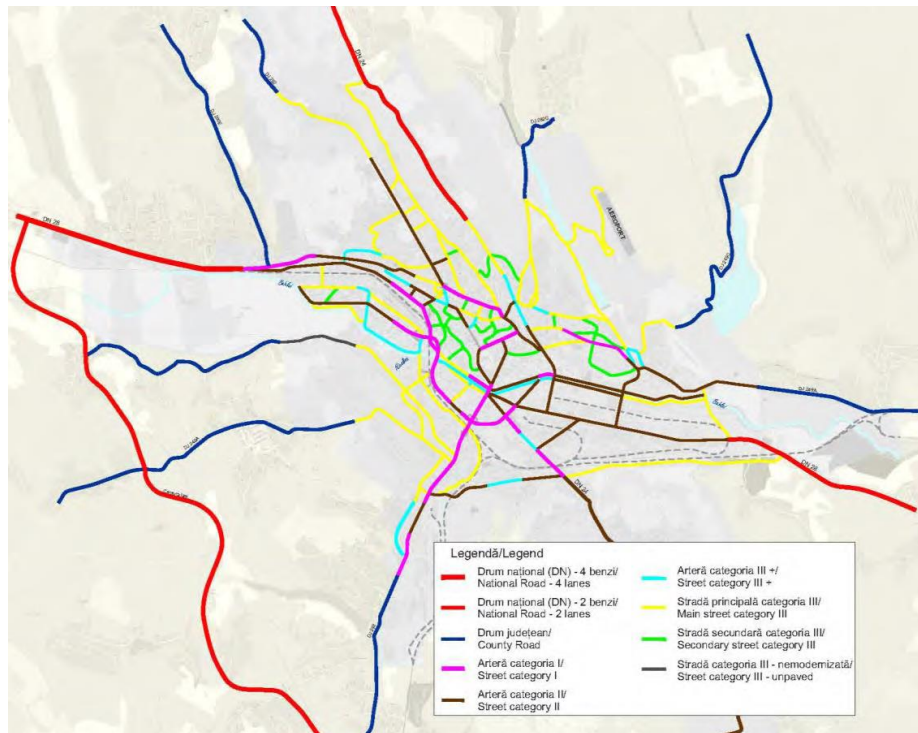 DN 24
DN 28
AEROPORT
DN 28
DN 24
Legendă/Legend
Drum național (DN) - 4 benzi/
National Road - 4 lanes
Drum național (DN) - 2 benzi/
National Road - 2 lanes
Drum județean/
County Road
Arteră categoria I/
Street category I
Arteră categoria II/
Street category II
Arteră categoria III +/
Street category III +
Stradă principală categoria III/
Main street category III
Stradă secundară categoria III/
Secondary street category III
Stradă categoria III - nemodernizată/
Street category III - unpaved